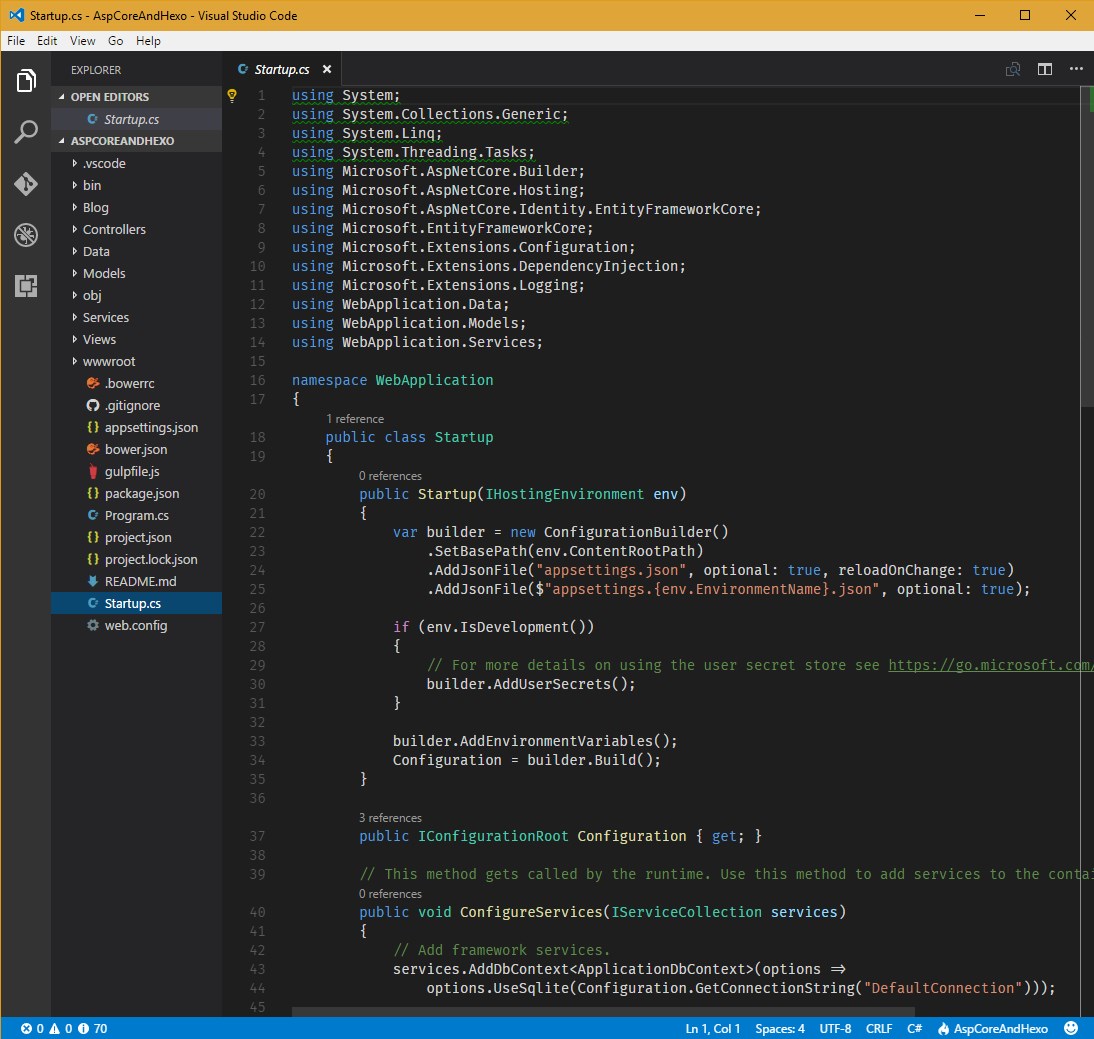 Startup.cs - AspCoreAndHexo - Visual Studio Code
File Edit View Go Help
EXPLORER
OPEN EDITORS
Startup.cs
ASPCOREANDHEXO
.vscode
bin
Blog
Controllers
Data
Models
obj
Services
Views
wwwroot
.bowerrc
.gitignore
appsettings.json
bower.json
gulpfile.js
package.json
Program.cs
project.json
project.lock.json
README.md
Startup.cs
web.config
Startup.cs
1 using System;
2 using System.Collections.Generic;
3 using System.Linq;
4 using System.Threading.Tasks;
5 using Microsoft.AspNetCore.Builder;
6 using Microsoft.AspNetCore.Hosting;
7 using Microsoft.AspNetCore.Identity.EntityFrameworkCore;
8 using Microsoft.EntityFrameworkCore;
9 using Microsoft.Extensions.Configuration;
10 using Microsoft.Extensions.DependencyInjection;
11 using Microsoft.Extensions.Logging;
12 using WebApplication.Data;
13 using WebApplication.Models;
14 using WebApplication.Services;
15
16 namespace WebApplication
17 {
1 reference
18 public class Startup
19 {
0 references
20 public Startup(IHostingEnvironment env)
21 {
22 var builder = new ConfigurationBuilder()
23 .SetBasePath(env.ContentRootPath)
24 .AddJsonFile("appsettings.json", optional: true, reloadOnChange: true)
25 .AddJsonFile($"appsettings.{env.EnvironmentName}.json", optional: true);
26
27 if (env.IsDevelopment())
28 {
29 // For more details on using the user secret store see https://go.microsoft.com/
30 builder.AddUserSecrets();
31 }
32
33 builder.AddEnvironmentVariables();
34 Configuration = builder.Build();
35 }
36
3 references
37 public IConfigurationRoot Configuration { get; }
38
39 // This method gets called by the runtime. Use this method to add services to the contai
0 references
40 public void ConfigureServices(IServiceCollection services)
41 {
42 // Add framework services.
43 services.AddDbContext<ApplicationDbContext>(options =>
44 options.UseSqlite(Configuration.GetConnectionString("DefaultConnection")));
45
0 0 70 Ln 1, Col 1 Spaces: 4 UTF-8 CRLF C# AspCoreAndHexo